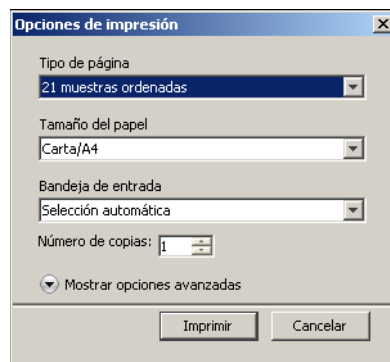 Opciones de impresión
Tipo de página
21 muestras ordenadas
Tamaño del papel
Carta/A4
Bandeja de entrada
Selección automática
Número de copias: 1
Mostrar opciones avanzadas
Imprimir Cancelar